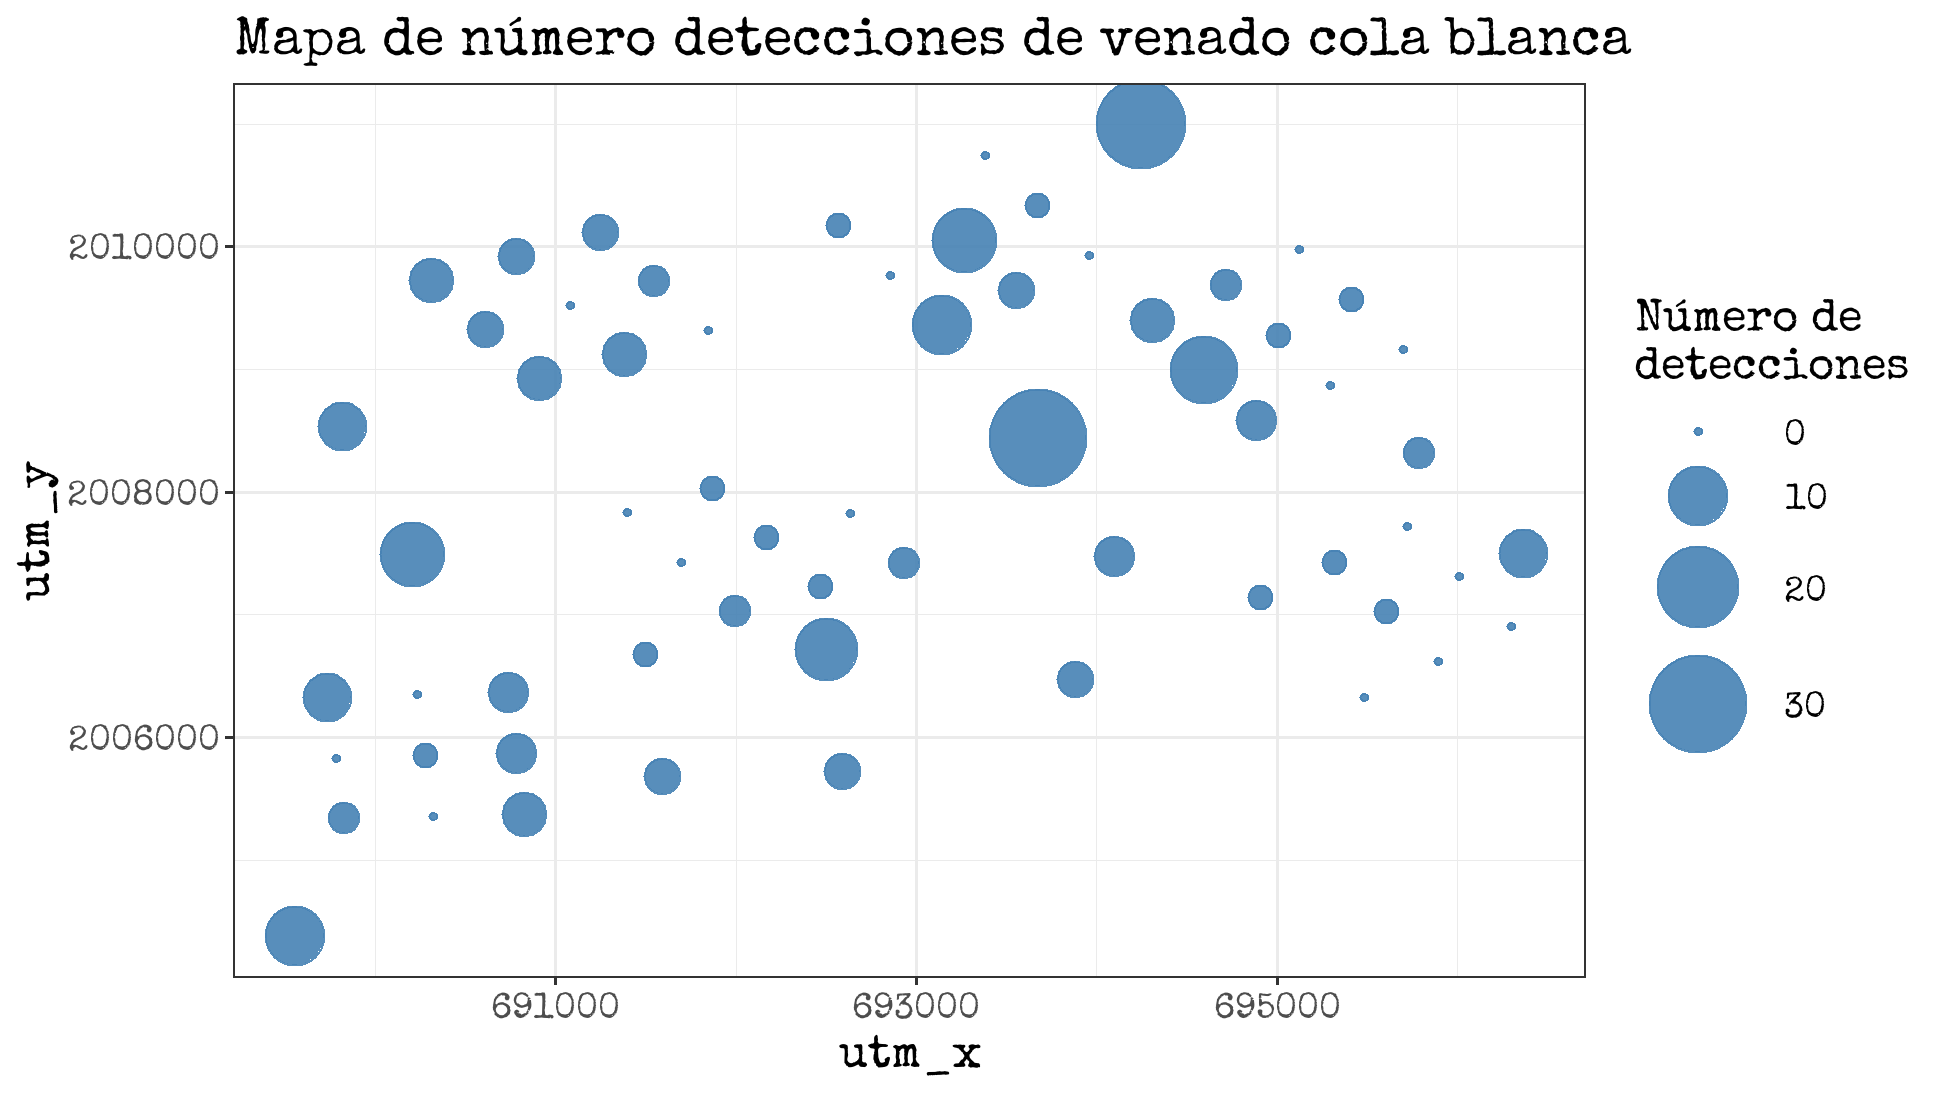 Mapa de número detecciones de venado cola blanca
2010000
2008000
2006000
utm_y
691000
693000
695000
utm_x
Número de
detecciones
0
10
20
30